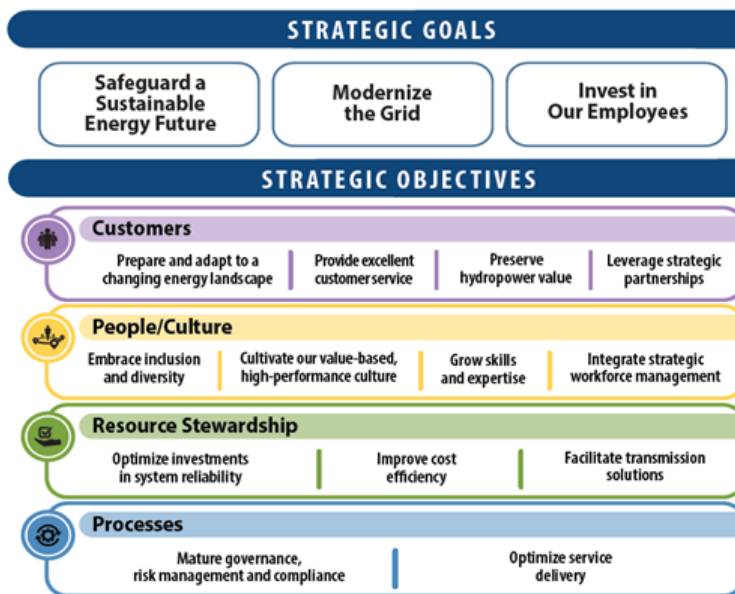 STRATEGIC GOALS
Safeguard a
Sustainable
Energy Future
Modernize
the Grid
Invest in
Our Employees
STRATEGIC OBJECTIVES
Customers
Prepare and adapt to a
changing energy landscape
Provide excellent
customer service
Preserve
hydropower value
Leverage strategic
partnerships
People/Culture
Embrace inclusion
and diversity
Cultivate our value-based,
high-performance culture
Grow skills
and expertise
Integrate strategic
workforce management
Resource Stewardship
Optimize investments
in system reliability
Improve cost
efficiency
Facilitate transmission
solutions
Processes
Mature governance,
risk management and compliance
Optimize service
delivery